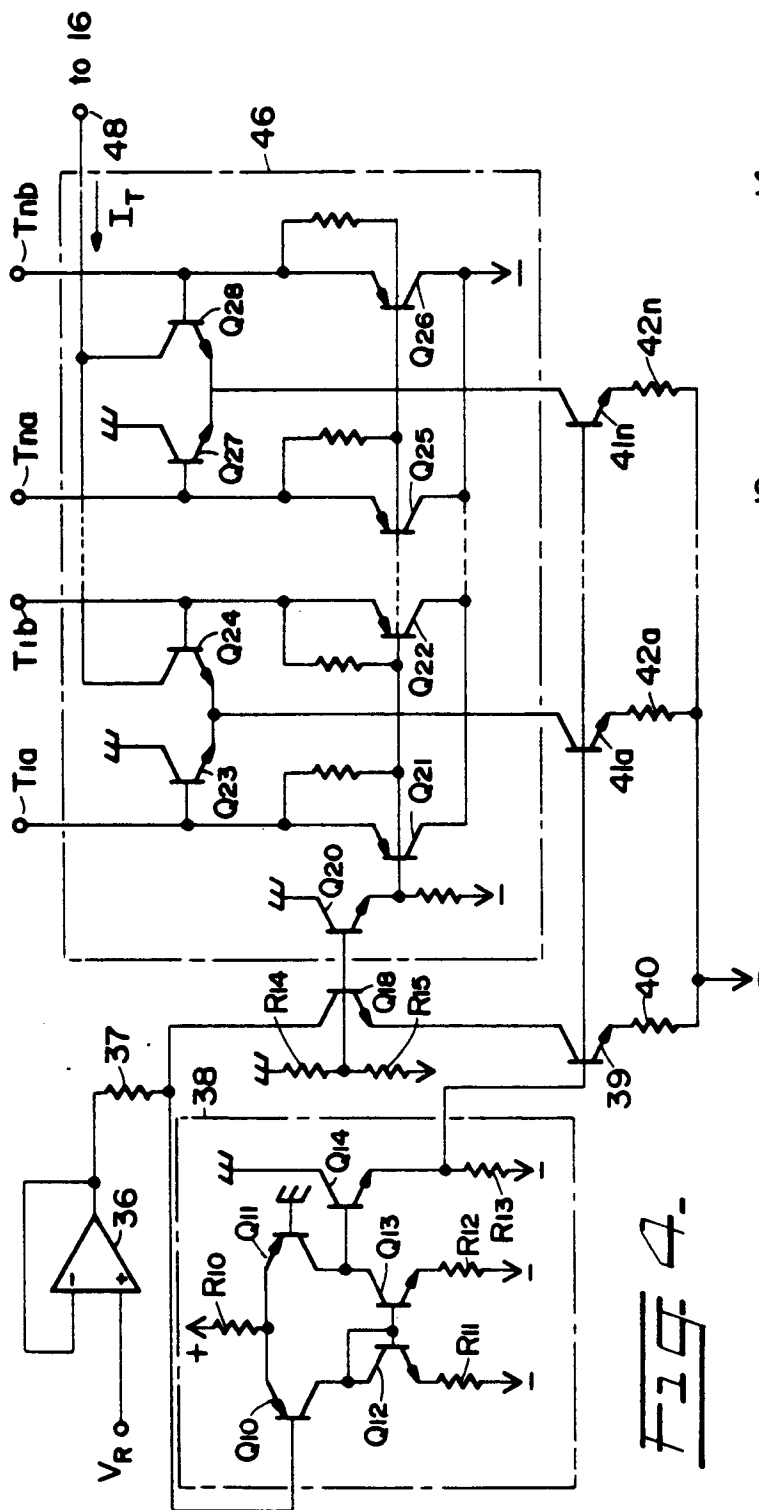 VR
-
+
36
37
T1a
T1b
Tna
Tnb
to 16
48
IT
46
Q23
Q24
Q27
Q28
Q20
Q21
Q22
Q25
Q26
-
-
R14
R15
Q18
38
+
R10
Q10
Q11
Q14
Q12
Q13
R11
R12
R13
-
-
-
39
40
41a
42a
41n
42n
Fig. 4.